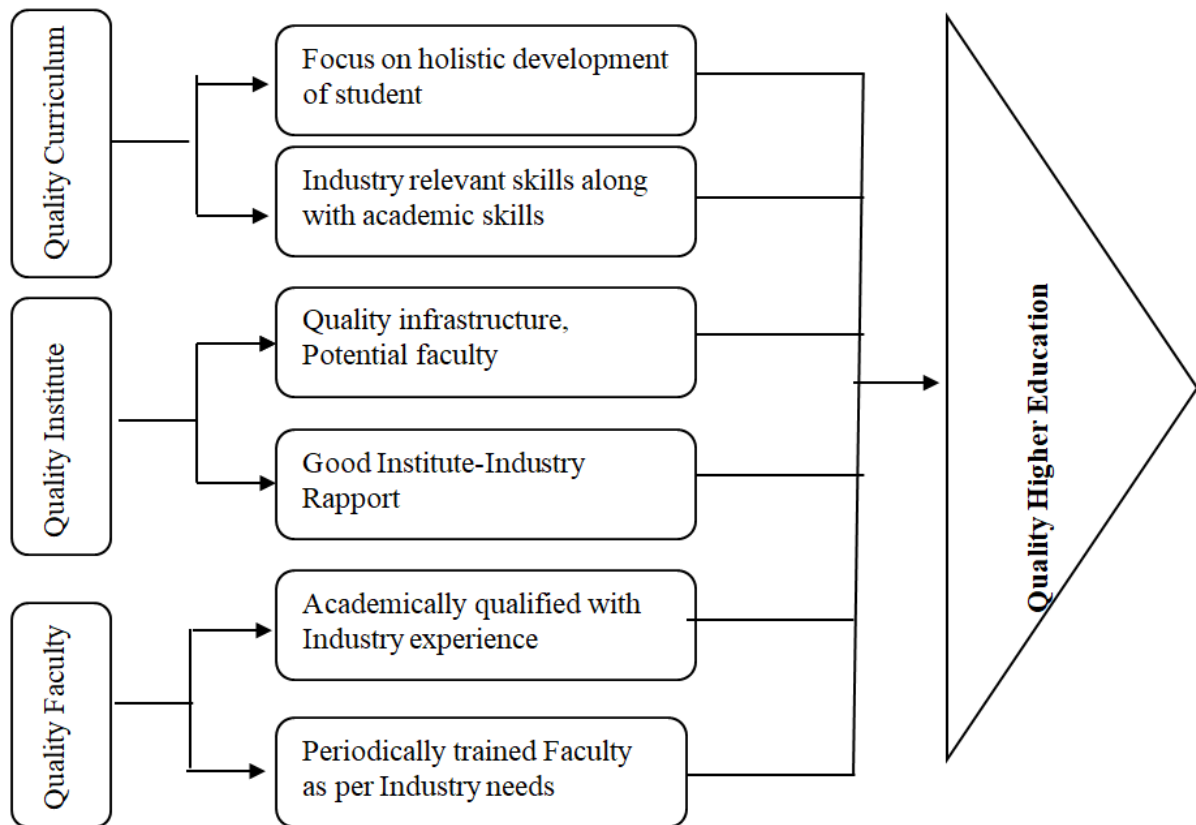 Quality Curriculum
Focus on holistic development
of student
Industry relevant skills along
with academic skills
Quality Institute
Quality infrastructure,
Potential faculty
Good Institute-Industry
Rapport
Quality Faculty
Academically qualified with
Industry experience
Periodically trained Faculty
as per Industry needs
Quality Higher Education